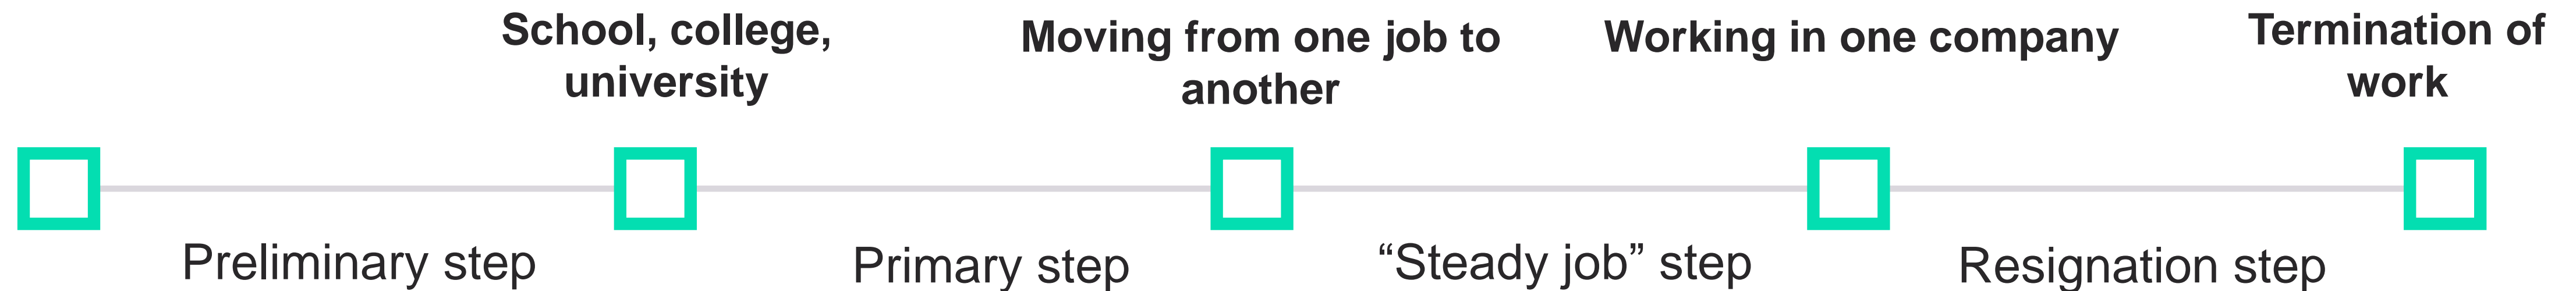 School, college,
university
Moving from one job to
another
Working in one company
Termination of
work
Preliminary step
Primary step
“Steady job” step
Resignation step